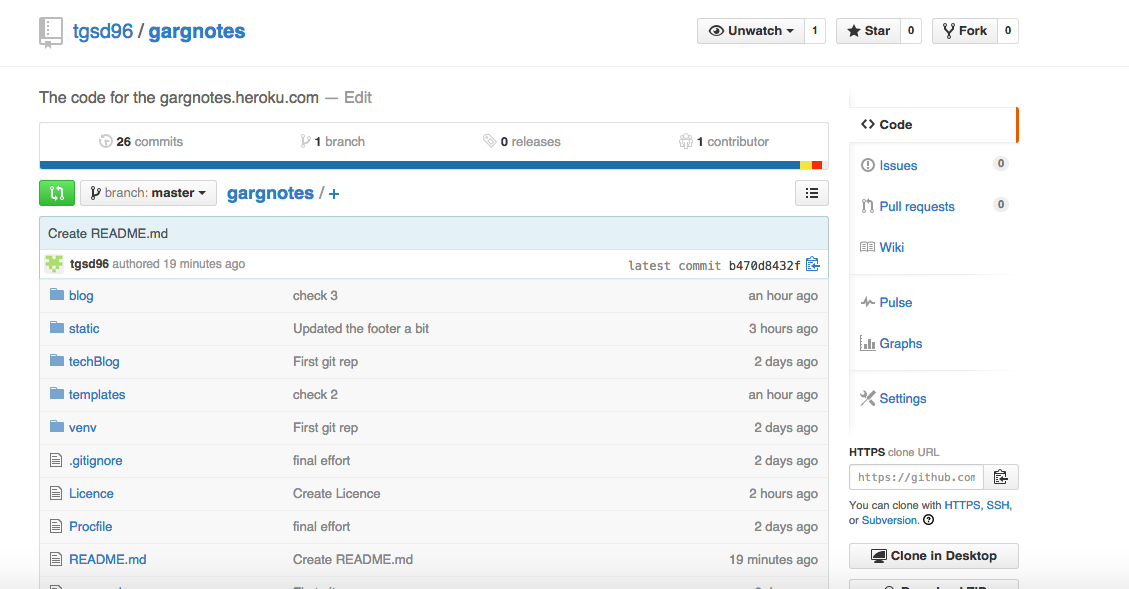 tgsd96 / gargnotes
Unwatch 1 Star 0 Fork 0
The code for the gargnotes.heroku.com — Edit
26 commits 1 branch 0 releases 1 contributor
branch: master gargnotes / +
Create README.md
tgsd96 authored 19 minutes ago latest commit b470d8432f
blog check 3 an hour ago
static Updated the footer a bit 3 hours ago
techBlog First git rep 2 days ago
templates check 2 an hour ago
venv First git rep 2 days ago
.gitignore final effort 2 days ago
Licence Create Licence 2 hours ago
Procfile final effort 2 days ago
README.md Create README.md 19 minutes ago
Code
Issues 0
Pull requests 0
Wiki
Pulse
Graphs
Settings
HTTPS clone URL
https://github.com
You can clone with HTTPS, SSH,
or Subversion.
Clone in Desktop
Download ZIP